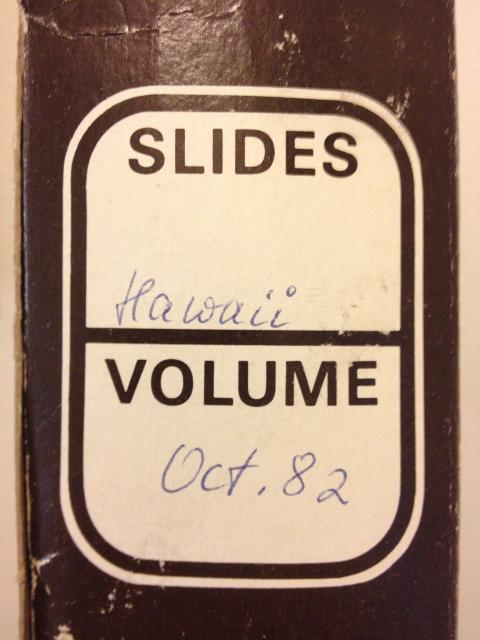 SLIDES
Hawaii
VOLUME
Oct. 82